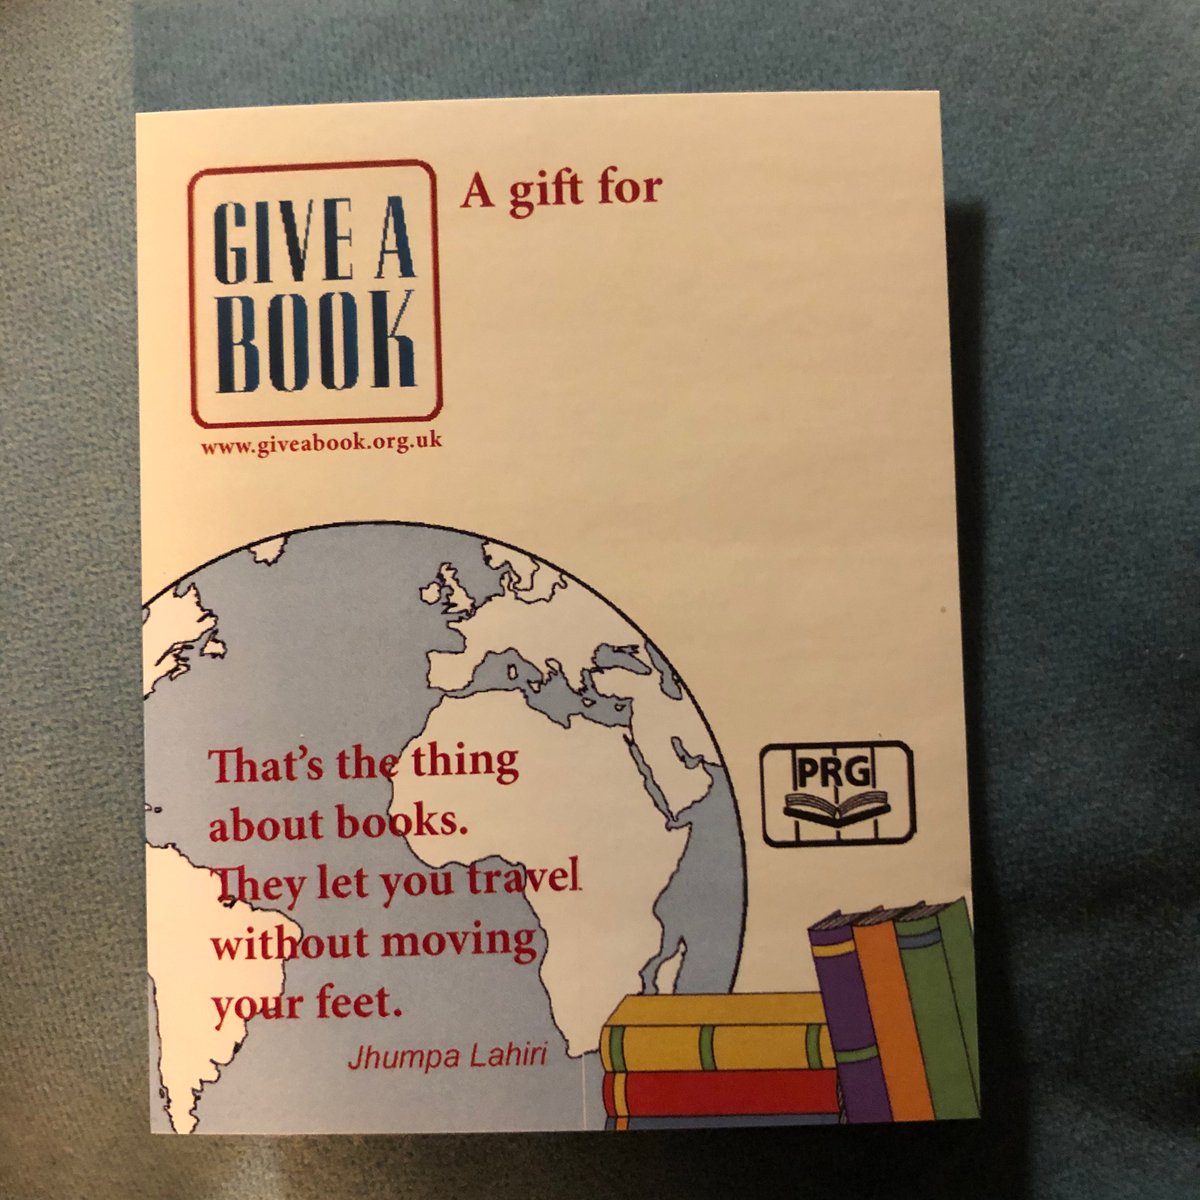 GIVE A
BOOK
www.giveabook.org.uk
A gift for
That's the thing
about books.
They let you travel
without moving
your feet.
Jhumpa Lahiri
PRG